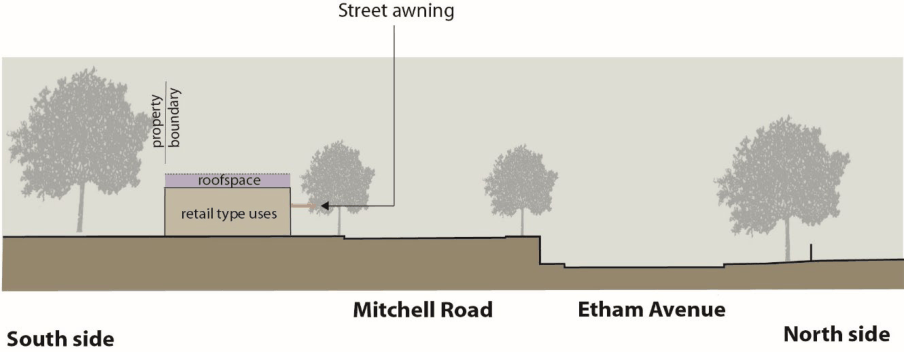 Street awning
property
boundary
roofspace
retail type uses
Mitchell Road
Etham Avenue
South side
North side